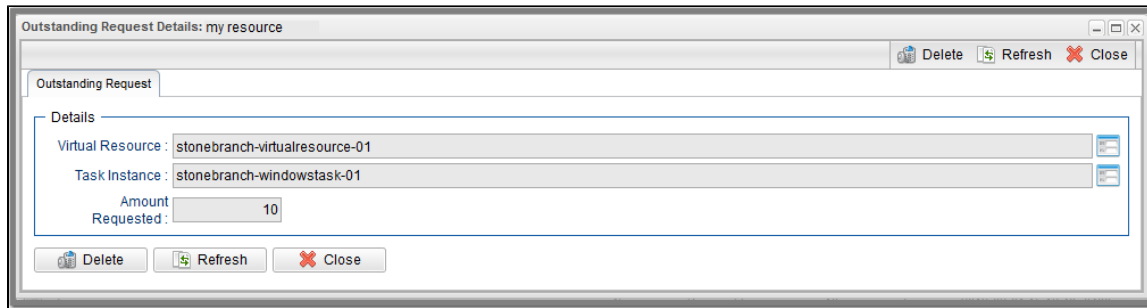 Outstanding Request Details: my resource
Delete Refresh Close
Outstanding Request
Details
Virtual Resource : stonebranch-virtualresource-01
Task Instance : stonebranch-windowstask-01
Amount
Requested : 10
Delete Refresh Close